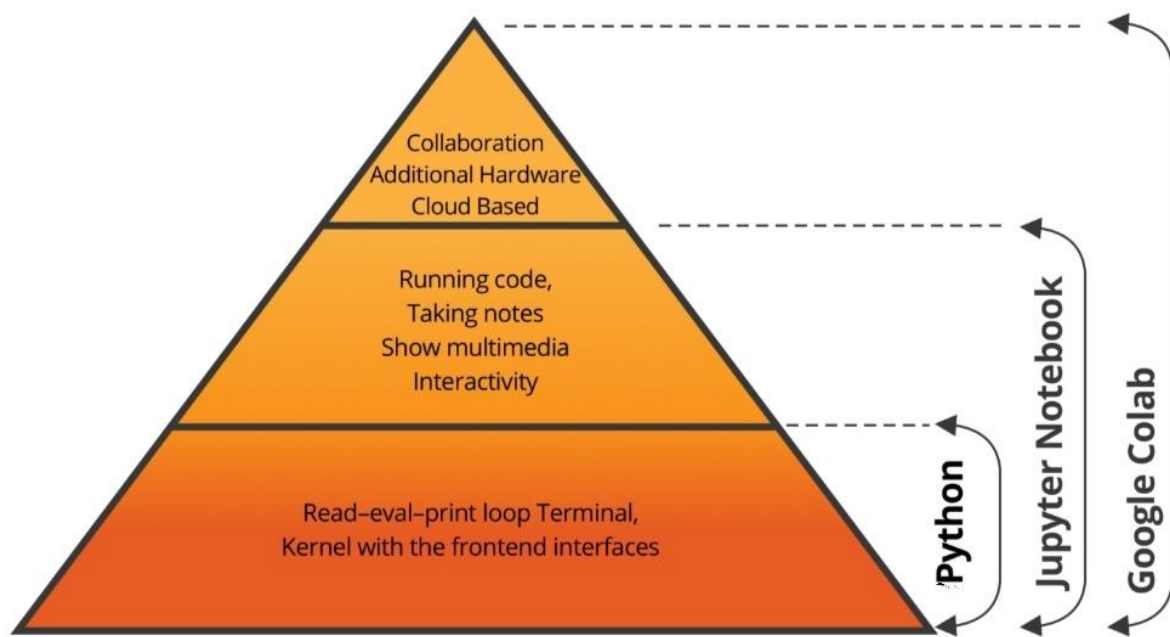 Collaboration
Additional Hardware
Cloud Based
Running code,
Taking notes
Show multimedia
Interactivity
Read–eval–print loop Terminal,
Kernel with the frontend interfaces
Python
Jupyter Notebook
Google Colab